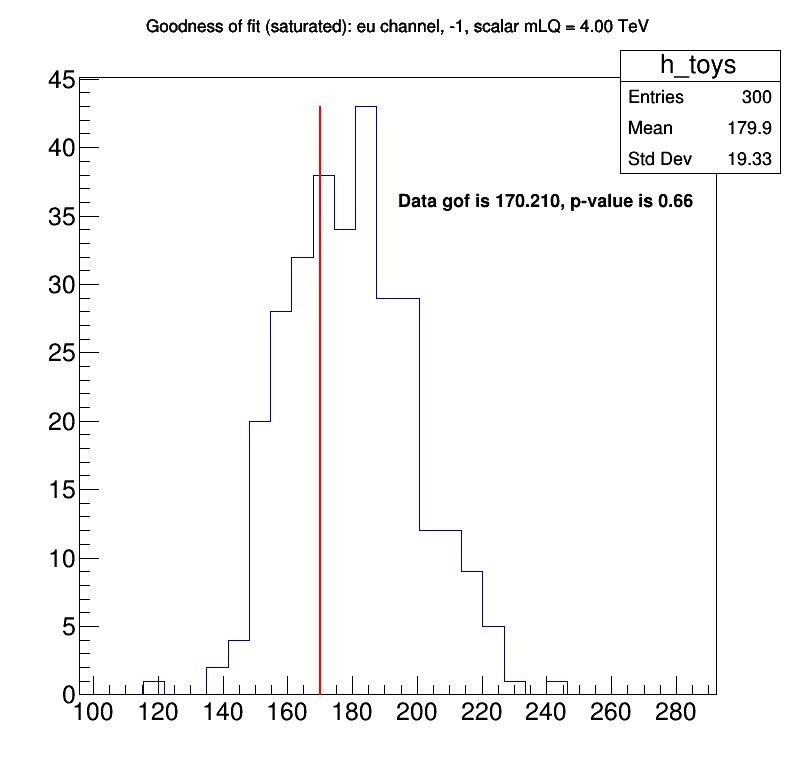 Goodness of fit (saturated): eu channel, -1, scalar mLQ = 4.00 TeV
h_toys
Entries 300
Mean 179.9
Std Dev 19.33
Data gof is 170.210, p-value is 0.66
45
40
35
30
25
20
15
10
5
0
100 120 140 160 180 200 220 240 260 280